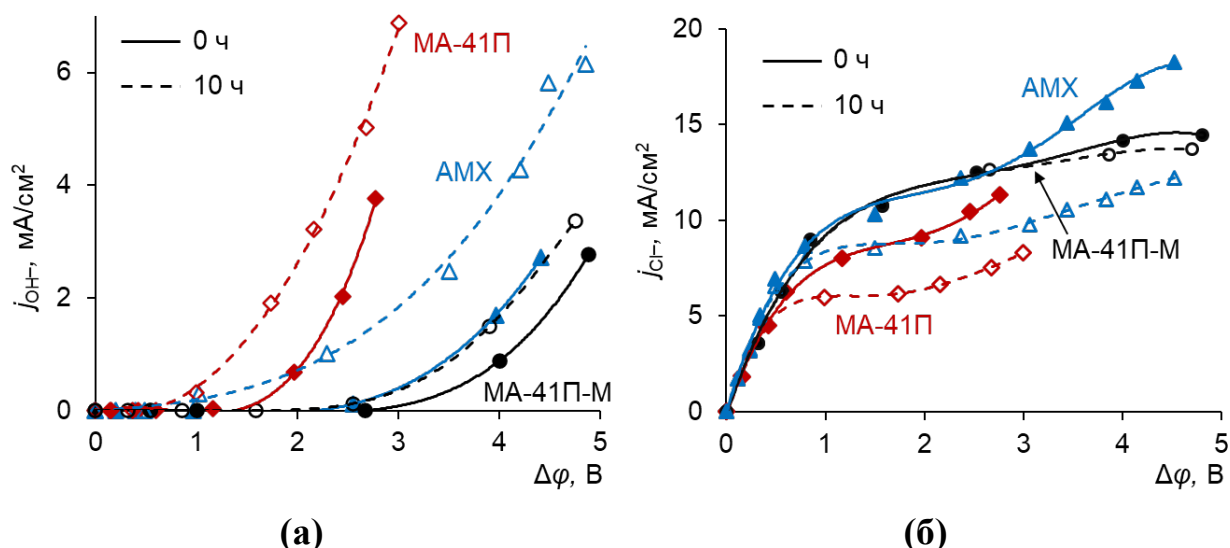 6
4
2
0
0 1 2 3 4 5
j_OH–, мА/см²
Δφ, В
0 ч
10 ч
МА-41П
AMX
МА-41П-М
(а)
20
15
10
5
0
0 1 2 3 4 5
j_Cl–, мА/см²
Δφ, В
0 ч
10 ч
AMX
МА-41П-М
МА-41П
(б)